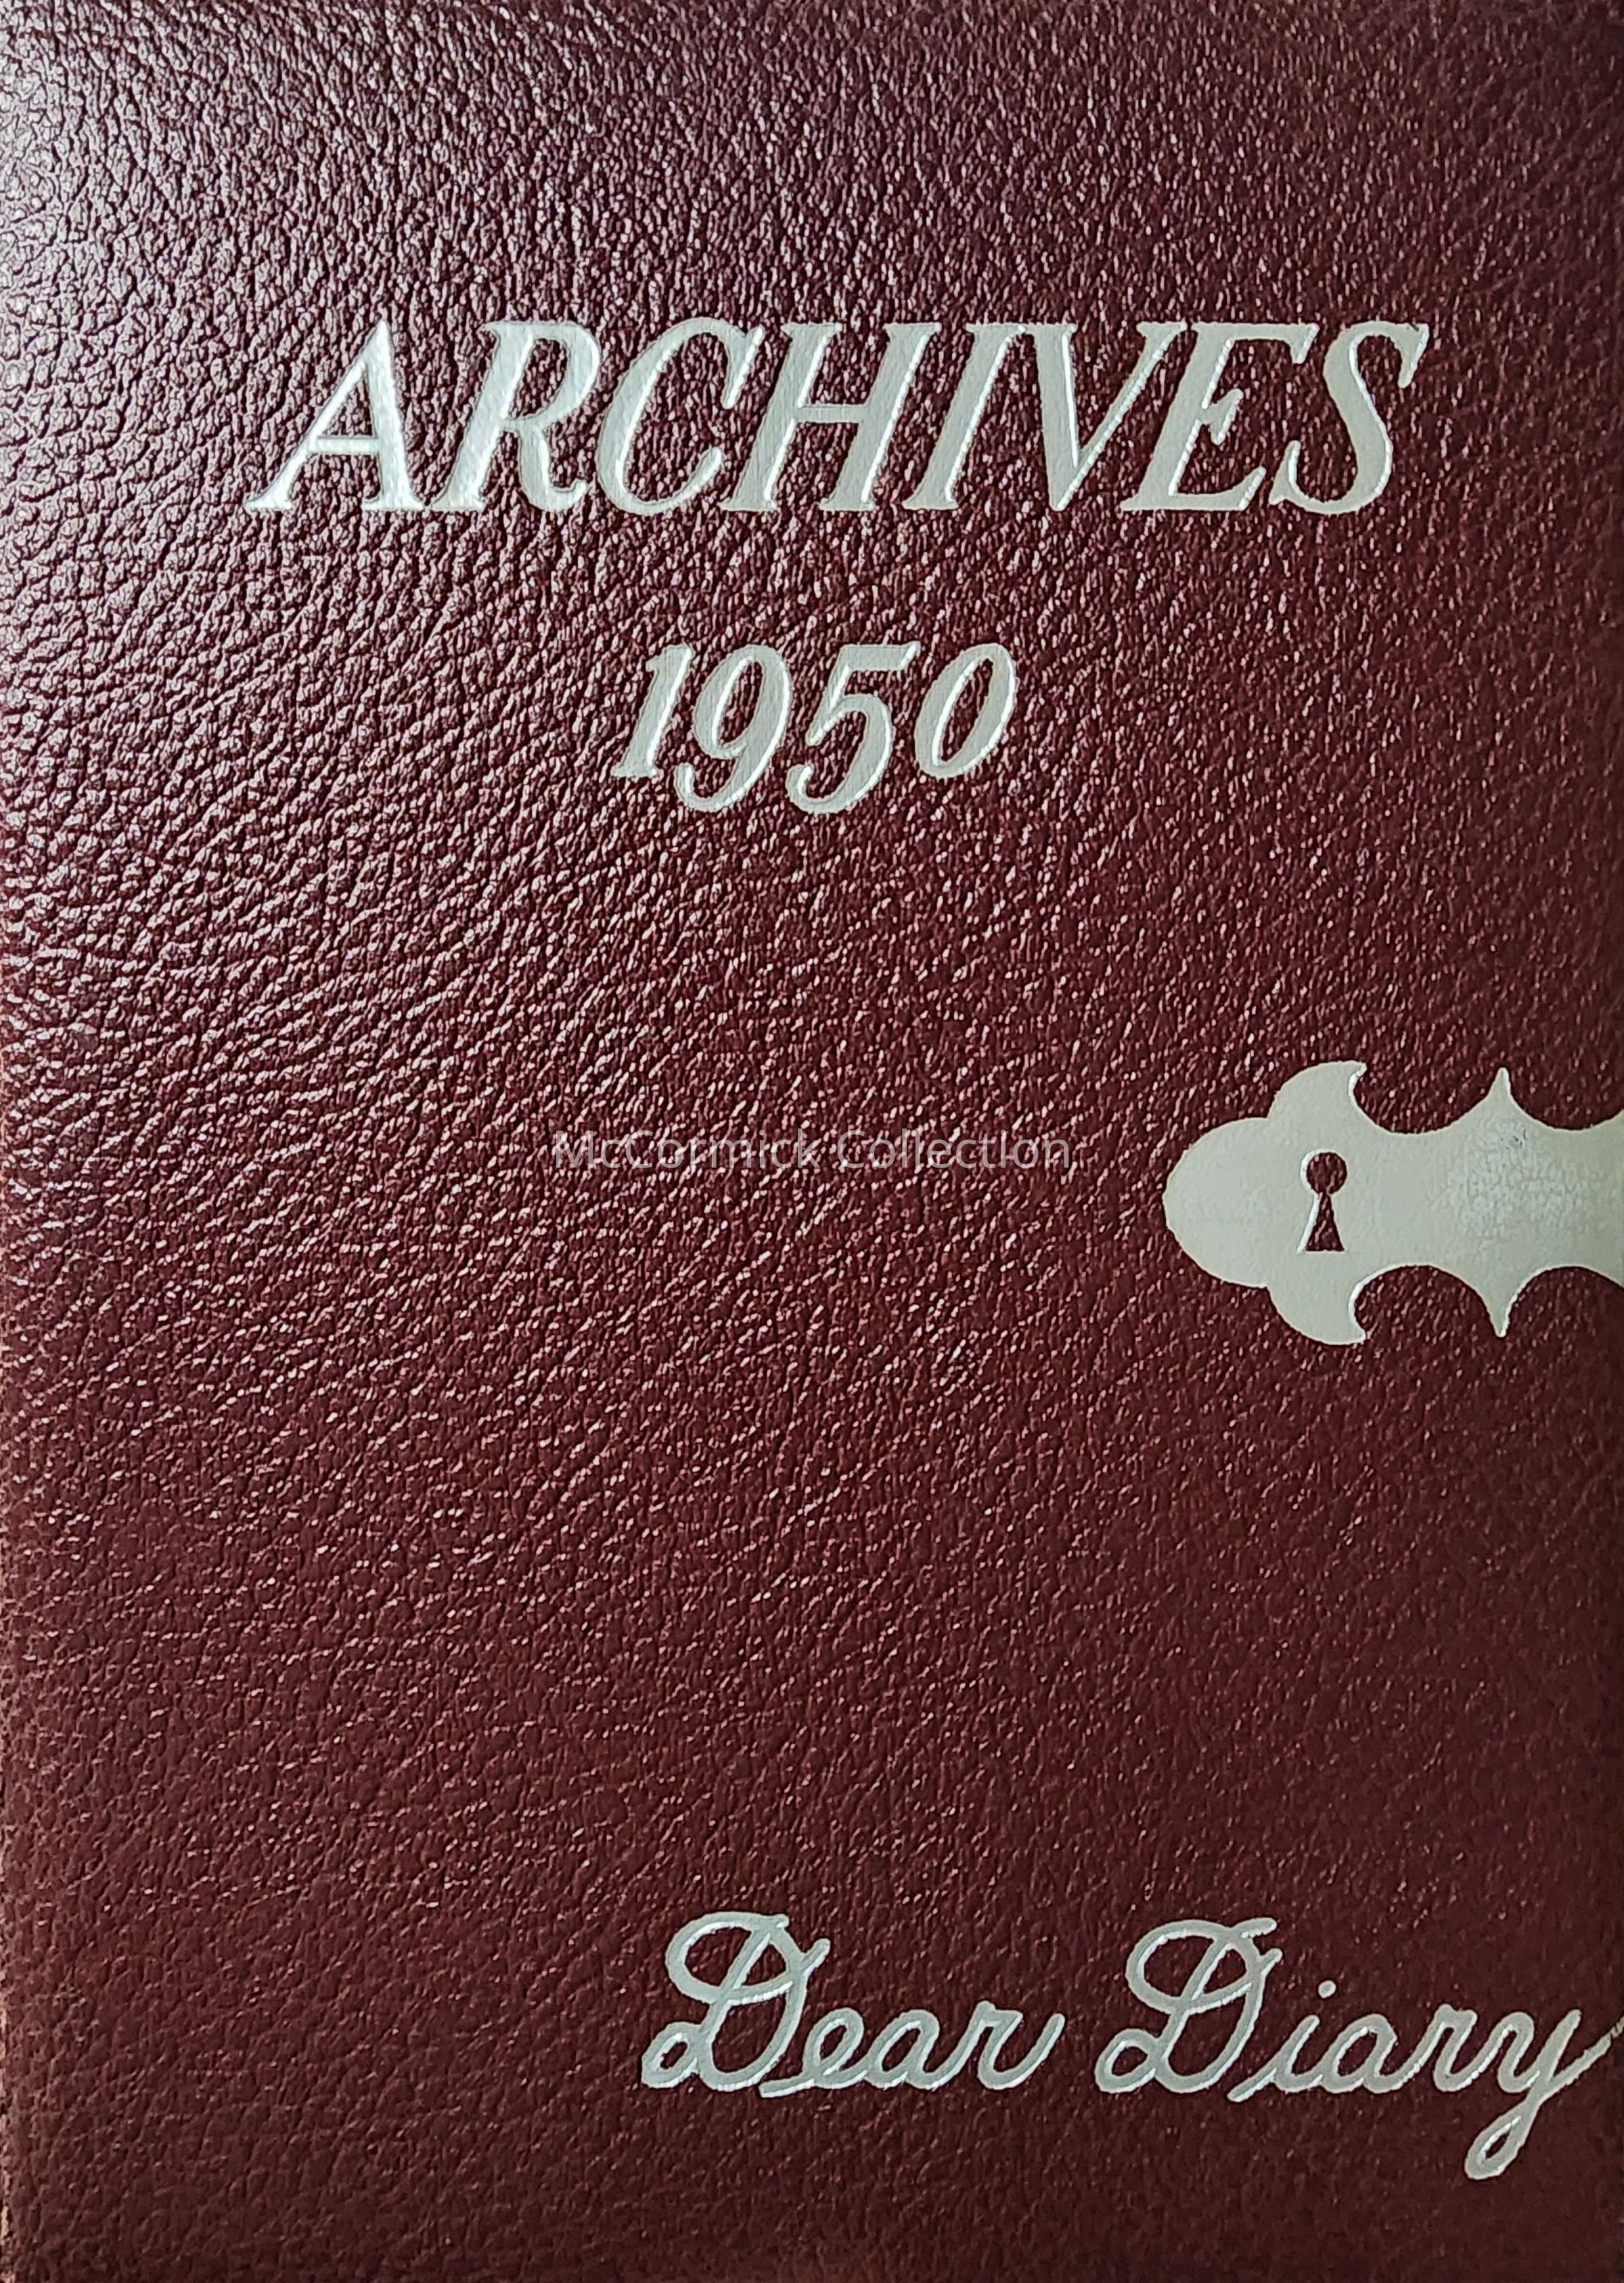 ARCHIVES
1950
McCormick Collection
Dear Diary